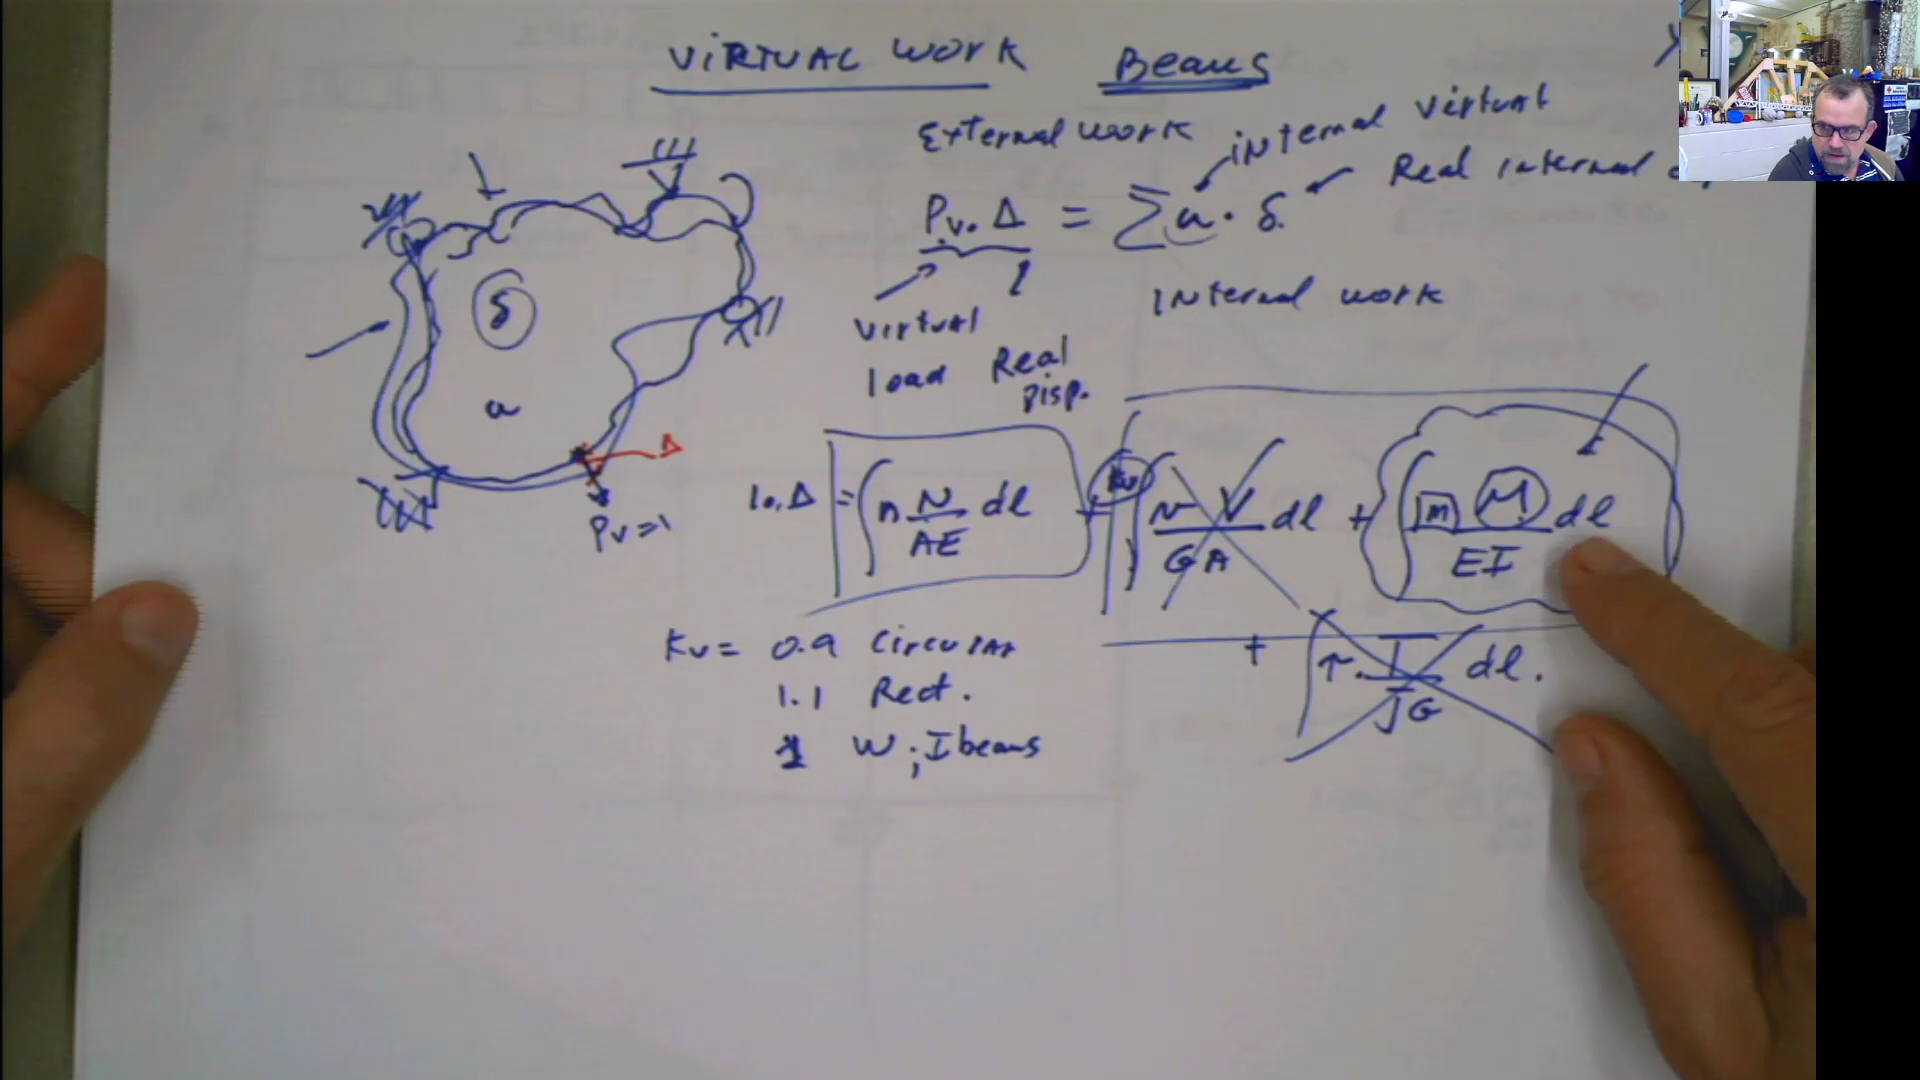 VIRTUAL WORK Beams
External work internal virtual
Pv. Δ = Σ u · δ Real internal
virtual load
Real Disp.
Internal work
δ
u
Δ
Pv=1
1.Δ = ∫ n N/AE dl + Kv ∫ v V/GA dl + ∫ m M/EI dl
+ ∫ τ. T/JG dl.
Kv = 0.9 Circular
1.1 Rect.
1 W; I beams